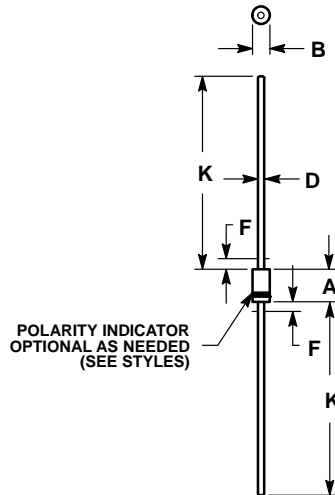 B
K
D
F
A
F
POLARITY INDICATOR
OPTIONAL AS NEEDED
(SEE STYLES)
K